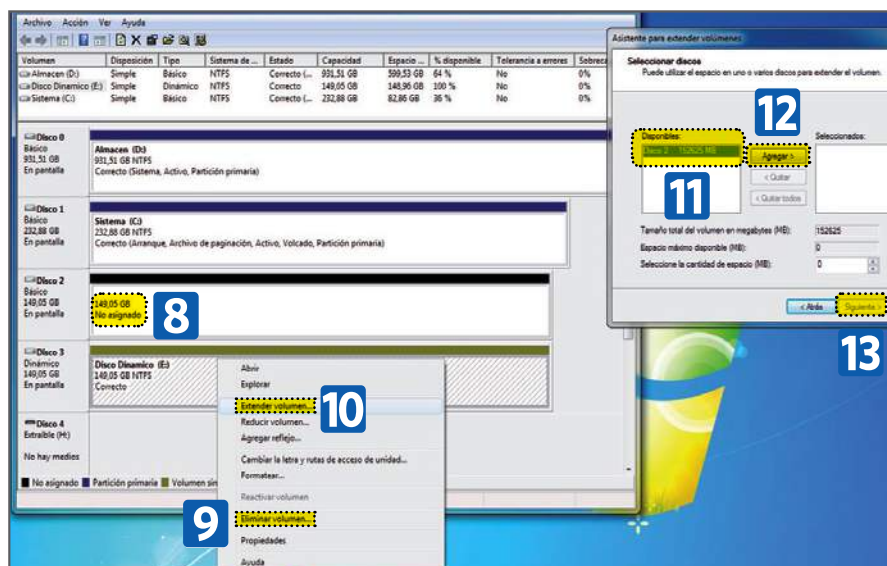 Archivo Acción Ver Ayuda
Volumen Disposición Tipo Sistema de ... Estado Capacidad Espacio ... % disponible Tolerancia a errores Sobreca
Almacen (D:) Simple Básico NTFS Correcto (... 931,51 GB 599,53 GB 64 % No 0%
Disco Dinamico (E:) Simple Dinámico NTFS Correcto 149,05 GB 148,96 GB 100 % No 0%
Sistema (C:) Simple Básico NTFS Correcto (... 232,88 GB 82,86 GB 36 % No 0%
Disco 0
Básico
931,51 GB
En pantalla
Almacen (D:)
931,51 GB NTFS
Correcto (Sistema, Activo, Partición primaria)
Disco 1
Básico
232,88 GB
En pantalla
Sistema (C:)
232,88 GB NTFS
Correcto (Arranque, Archivo de paginación, Activo, Volcado, Partición primaria)
Disco 2
Básico
149,05 GB
En pantalla
149,05 GB
No asignado
8
Disco 3
Dinámico
149,05 GB
En pantalla
Disco Dinamico (E:)
149,05 GB NTFS
Correcto
Disco 4
Extraíble (H:)
No hay medios
No asignado Partición primaria Volumen sim
Abrir
Explorar
Extender volumen...
10
Reducir volumen...
Agregar reflejo...
Cambiar la letra y rutas de acceso de unidad...
Formatear...
Reactivar volumen
9
Eliminar volumen...
Propiedades
Ayuda
Asistente para extender volúmenes
Seleccionar discos
Puede utilizar el espacio en uno o varios discos para extender el volumen.
12
Disponibles:
Seleccionados:
Disco 2 152625 MB
11
Agregar >
< Quitar
< Quitar todos
Tamaño total del volumen en megabytes (MB): 152625
Espacio máximo disponible (MB): 0
Seleccione la cantidad de espacio (MB): 0
< Atrás
Siguiente >
13